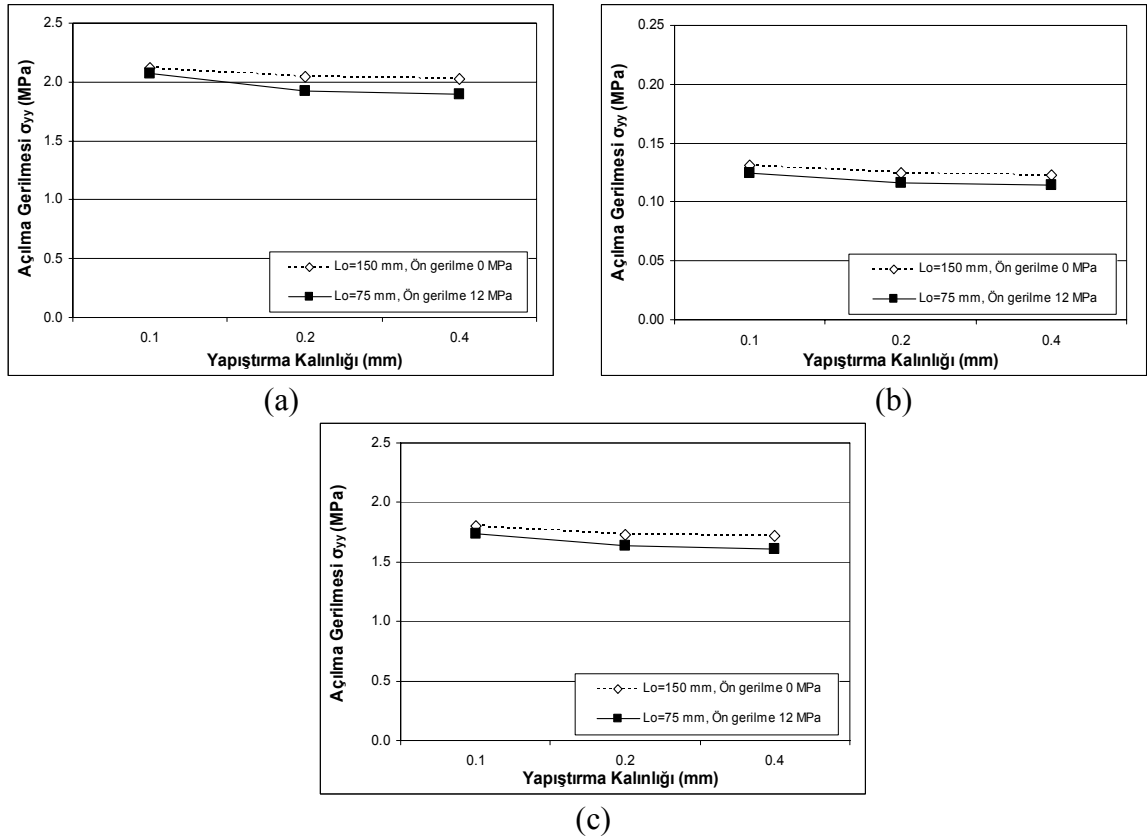 Açılma Gerilmesi σyy (MPa)
2.5
2.0
1.5
1.0
0.5
0.0
Lo=150 mm, Ön gerilme 0 MPa
Lo=75 mm, Ön gerilme 12 MPa
0.1 0.2 0.4
Yapıştırma Kalınlığı (mm)
(a)
Açılma Gerilmesi σyy (MPa)
0.25
0.20
0.15
0.10
0.05
0.00
Lo=150 mm, Ön gerilme 0 MPa
Lo=75 mm, Ön gerilme 12 MPa
0.1 0.2 0.4
Yapıştırma Kalınlığı (mm)
(b)
Açılma Gerilmesi σyy (MPa)
2.5
2.0
1.5
1.0
0.5
0.0
Lo=150 mm, Ön gerilme 0 MPa
Lo=75 mm, Ön gerilme 12 MPa
0.1 0.2 0.4
Yapıştırma Kalınlığı (mm)
(c)